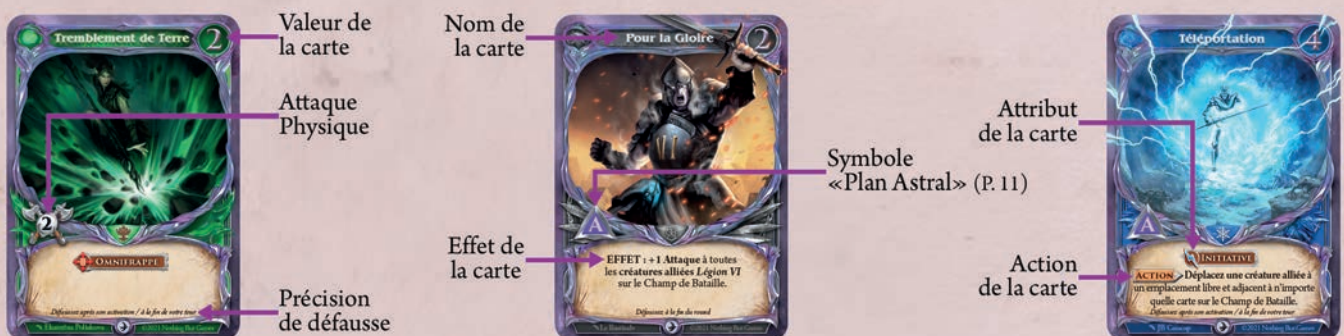 Tremblement de Terre
2
Valeur de
la carte
Attaque
Physique
2
OMNIFRAPPE
Précision
de défausse
Défaussez après son activation / à la fin de votre tour
©2021 Nothing But Games
Nom de
la carte
Pour la Gloire
2
VI
Symbole
«Plan Astral» (P. 11)
A
Effet de
la carte
EFFET : +1 Attaque à toutes
les créatures alliées Légion VI
sur le Champ de Bataille.
Défaussez à la fin du round
©2021 Nothing But Games
Téléportation
4
Attribut
de la carte
A
INITIATIVE
Action
de la carte
ACTION Déplacez une créature alliée à
un emplacement libre et adjacent à n'importe
quelle carte sur le Champ de Bataille.
Défaussez après son activation / à la fin de votre tour
©2021 Nothing But Games